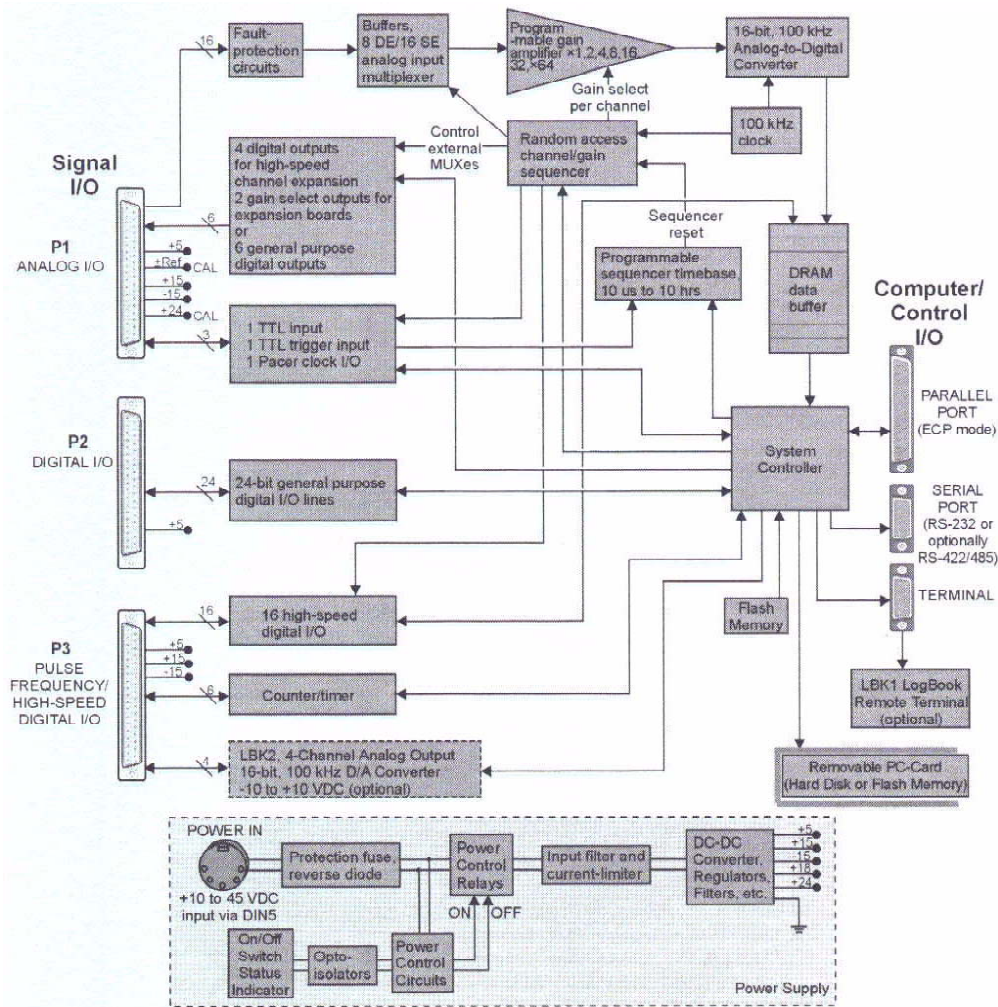 16
Fault-
protection
circuits
Buffers,
8 DE/16 SE
analog input
multiplexer
Program
-mable gain
amplifier ×1,2,4,8,16
32,×64
16-bit, 100 kHz
Analog-to-Digital
Converter
Gain select
per channel
100 kHz
clock
Control
external
MUXes
Random access
channel/gain
sequencer
4 digital outputs
for high-speed
channel expansion
2 gain select outputs for
expansion boards
or
6 general purpose
digital outputs
Signal
I/O
P1
ANALOG I/O
6
+5
±Ref CAL
+15
-15
+24 CAL
3
1 TTL input
1 TTL trigger input
1 Pacer clock I/O
Sequencer
reset
Programmable
sequencer timebase
10 us to 10 hrs
DRAM
data
buffer
Computer/
Control
I/O
PARALLEL
PORT
(ECP mode)
System
Controller
P2
DIGITAL I/O
24
+5
24-bit general purpose
digital I/O lines
SERIAL
PORT
(RS-232 or
optionally
RS-422/485)
TERMINAL
Flash
Memory
P3
PULSE
FREQUENCY/
HIGH-SPEED
DIGITAL I/O
16
+5
+15
-15
6
4
16 high-speed
digital I/O
Counter/timer
LBK2, 4-Channel Analog Output
16-bit, 100 kHz D/A Converter
-10 to +10 VDC (optional)
LBK1 LogBook
Remote Terminal
(optional)
Removable PC-Card
(Hard Disk or Flash Memory)
POWER IN
+10 to 45 VDC
input via DIN5
Protection fuse,
reverse diode
Power
Control
Relays
ON
OFF
Input filter and
current-limiter
DC-DC
Converter,
Regulators,
Filters, etc.
+5
+15
-15
+18
+24
On/Off
Switch
Status
Indicator
Opto-
isolators
Power
Control
Circuits
Power Supply